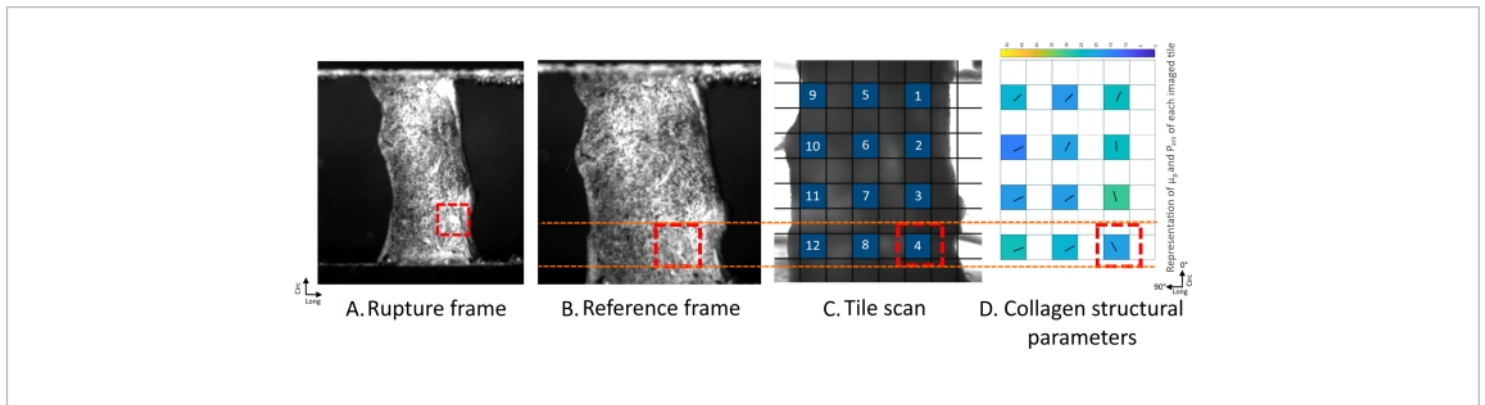 9 5 1
10 6 2
11 7 3
12 8 4
Representation of μp and Pazi of each imaged tile
Circ
Long
0°
90°
Long
Circ
A. Rupture frame
B. Reference frame
C. Tile scan
D. Collagen structural
parameters